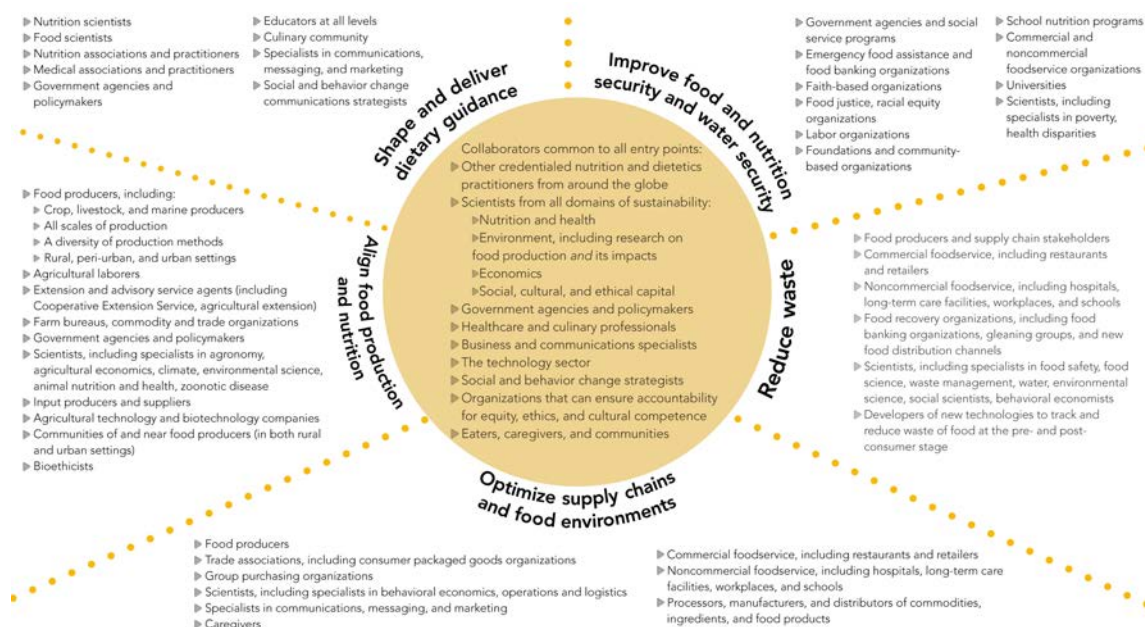 ▶ Nutrition scientists
▶ Food scientists
▶ Nutrition associations and practitioners
▶ Medical associations and practitioners
▶ Government agencies and
policymakers
▶ Educators at all levels
▶ Culinary community
▶ Specialists in communications,
messaging, and marketing
▶ Social and behavior change
communications strategists
Shape and deliver
dietary guidance
Improve food and nutrition
security and water security
▶ Government agencies and social
service programs
▶ Emergency food assistance and
food banking organizations
▶ Faith-based organizations
▶ Food justice, racial equity
organizations
▶ Labor organizations
▶ Foundations and community-
based organizations
▶ School nutrition programs
▶ Commercial and
noncommercial
foodservice organizations
▶ Universities
▶ Scientists, including
specialists in poverty,
health disparities
▶ Food producers, including:
▶ Crop, livestock, and marine producers
▶ All scales of production
▶ A diversity of production methods
▶ Rural, peri-urban, and urban settings
▶ Agricultural laborers
▶ Extension and advisory service agents (including
Cooperative Extension Service, agricultural extension)
▶ Farm bureaus, commodity and trade organizations
▶ Government agencies and policymakers
▶ Scientists, including specialists in agronomy,
agricultural economics, climate, environmental science,
animal nutrition and health, zoonotic disease
▶ Input producers and suppliers
▶ Agricultural technology and biotechnology companies
▶ Communities of and near food producers (in both rural
and urban settings)
▶ Bioethicists
Align food production
and nutrition
Collaborators common to all entry points:
▶ Other credentialed nutrition and dietetics
practitioners from around the globe
▶ Scientists from all domains of sustainability:
▶ Nutrition and health
▶ Environment, including research on
food production and its impacts
▶ Economics
▶ Social, cultural, and ethical capital
▶ Government agencies and policymakers
▶ Healthcare and culinary professionals
▶ Business and communications specialists
▶ The technology sector
▶ Social and behavior change strategists
▶ Organizations that can ensure accountability
for equity, ethics, and cultural competence
▶ Eaters, caregivers, and communities
Reduce waste
▶ Food producers and supply chain stakeholders
▶ Commercial foodservice, including restaurants
and retailers
▶ Noncommercial foodservice, including hospitals,
long-term care facilities, workplaces, and schools
▶ Food recovery organizations, including food
banking organizations, gleaning groups, and new
food distribution channels
▶ Scientists, including specialists in food safety, food
science, waste management, water, environmental
science, social scientists, behavioral economists
▶ Developers of new technologies to track and
reduce waste of food at the pre- and post-
consumer stage
Optimize supply chains
and food environments
▶ Food producers
▶ Trade associations, including consumer packaged goods organizations
▶ Group purchasing organizations
▶ Scientists, including specialists in behavioral economics, operations and logistics
▶ Specialists in communications, messaging, and marketing
▶ Caregivers
▶ Commercial foodservice, including restaurants and retailers
▶ Noncommercial foodservice, including hospitals, long-term care
facilities, workplaces, and schools
▶ Processors, manufacturers, and distributors of commodities,
ingredients, and food products